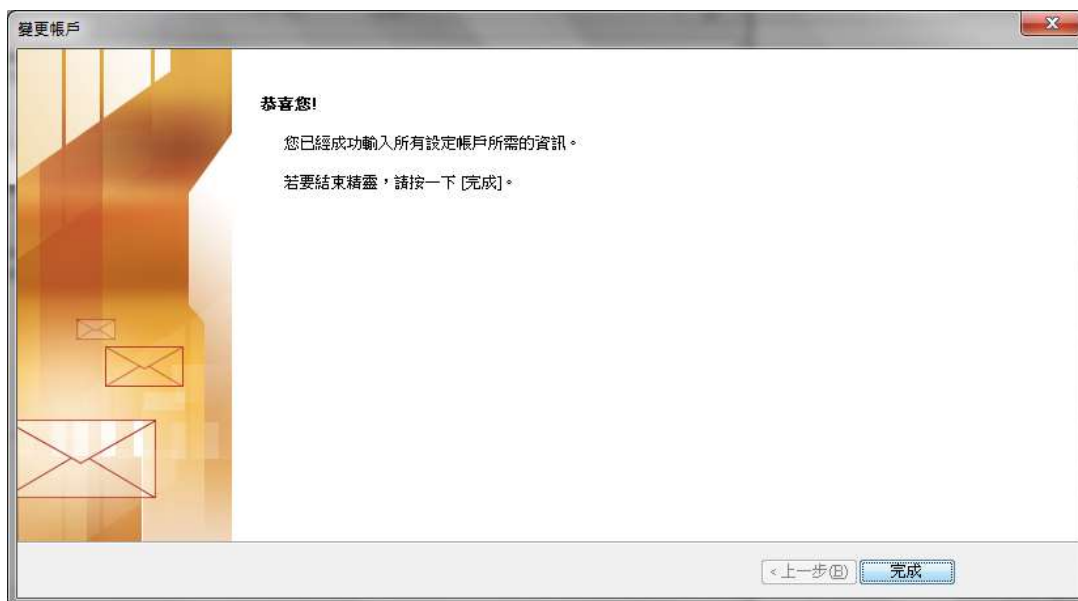 變更帳戶
恭喜您!
您已經成功輸入所有設定帳戶所需的資訊。
若要結束精靈，請按一下 [完成]。
<上一步(B)
完成